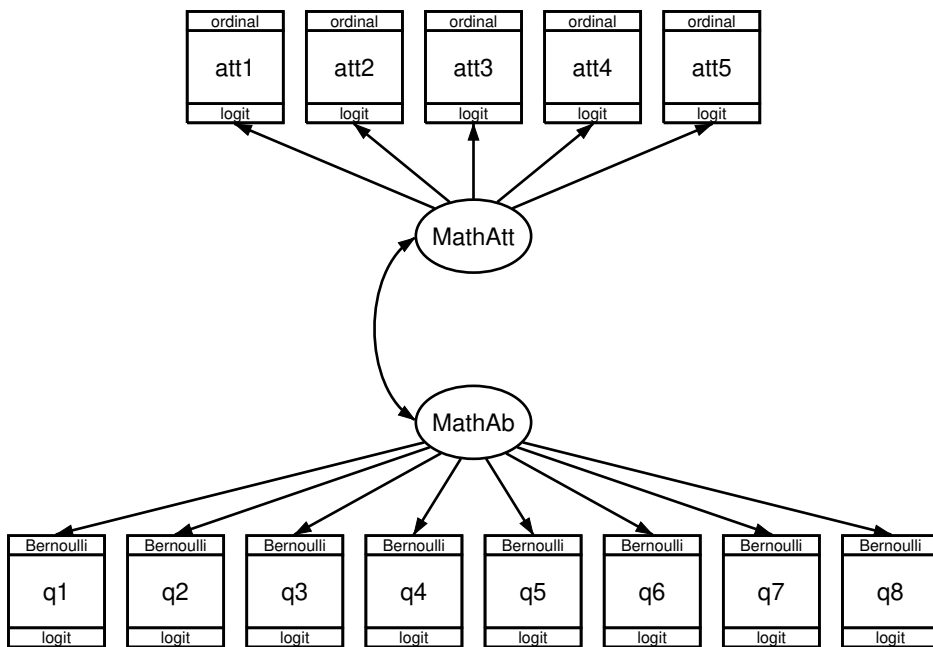 ordinal ordinal ordinal ordinal ordinal
att1 att2 att3 att4 att5
logit logit logit logit logit
MathAtt
MathAb
Bernoulli Bernoulli Bernoulli Bernoulli Bernoulli Bernoulli Bernoulli Bernoulli
q1 q2 q3 q4 q5 q6 q7 q8
logit logit logit logit logit logit logit logit